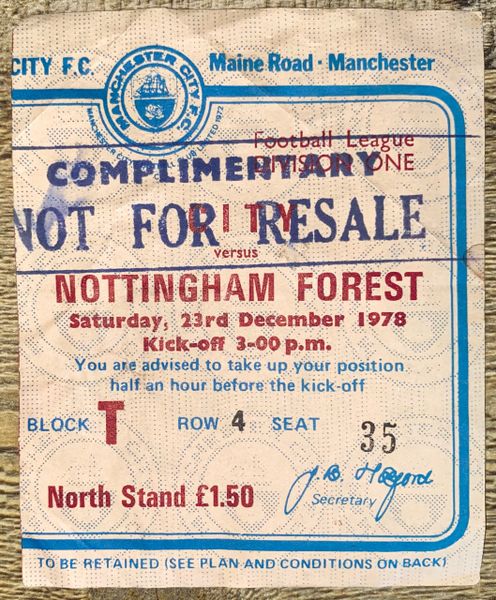 CITY F.C.
Maine Road · Manchester
MANCHESTER CITY F.C.
Football League
DIVISION ONE
COMPLIMENTARY
CITY
NOT FOR RESALE
versus
NOTTINGHAM FOREST
Saturday, 23rd December 1978
Kick-off 3-00 p.m.
You are advised to take up your position
half an hour before the kick-off
BLOCK T ROW 4 SEAT 35
North Stand £1.50
Secretary
TO BE RETAINED (SEE PLAN AND CONDITIONS ON BACK)